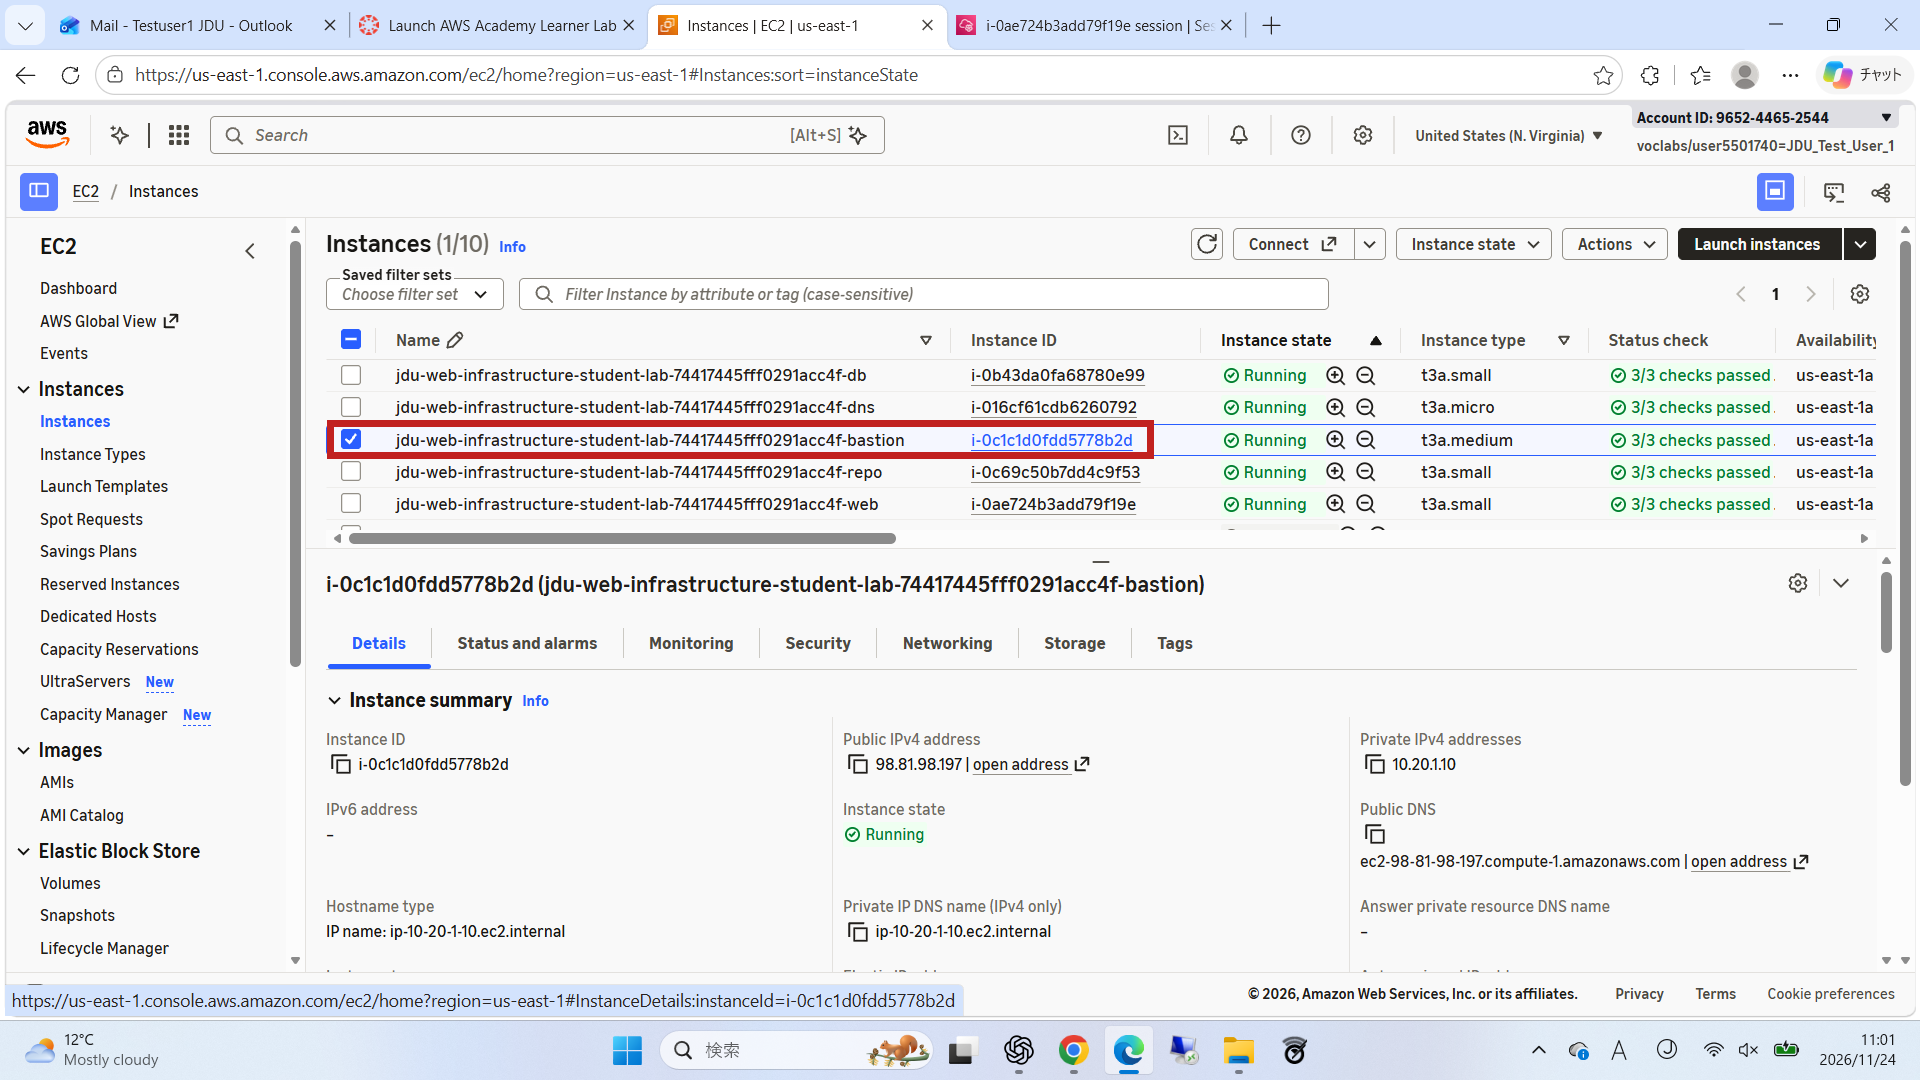 Mail - Testuser1 JDU - Outlook
Launch AWS Academy Learner Lab
Instances | EC2 | us-east-1
i-0ae724b3add79f19e session | Ses
https://us-east-1.console.aws.amazon.com/ec2/home?region=us-east-1#Instances:sort=instanceState
チャット
aws
Search
[Alt+S]
United States (N. Virginia)
Account ID: 9652-4465-2544
voclabs/user5501740=JDU_Test_User_1
EC2 / Instances
EC2
Dashboard
AWS Global View
Events
Instances
Instances
Instance Types
Launch Templates
Spot Requests
Savings Plans
Reserved Instances
Dedicated Hosts
Capacity Reservations
UltraServers New
Capacity Manager New
Images
AMIs
AMI Catalog
Elastic Block Store
Volumes
Snapshots
Lifecycle Manager
Instances (1/10) Info
Connect
Instance state
Actions
Launch instances
Saved filter sets
Choose filter set
Filter Instance by attribute or tag (case-sensitive)
1
Name Instance ID Instance state Instance type Status check Availability
jdu-web-infrastructure-student-lab-74417445fff0291acc4f-db i-0b43da0fa68780e99 Running t3a.small 3/3 checks passed us-east-1a
jdu-web-infrastructure-student-lab-74417445fff0291acc4f-dns i-016cf61cdb6260792 Running t3a.micro 3/3 checks passed us-east-1a
jdu-web-infrastructure-student-lab-74417445fff0291acc4f-bastion i-0c1c1d0fdd5778b2d Running t3a.medium 3/3 checks passed us-east-1a
jdu-web-infrastructure-student-lab-74417445fff0291acc4f-repo i-0c69c50b7dd4c9f53 Running t3a.small 3/3 checks passed us-east-1a
jdu-web-infrastructure-student-lab-74417445fff0291acc4f-web i-0ae724b3add79f19e Running t3a.small 3/3 checks passed us-east-1a
i-0c1c1d0fdd5778b2d (jdu-web-infrastructure-student-lab-74417445fff0291acc4f-bastion)
Details Status and alarms Monitoring Security Networking Storage Tags
Instance summary Info
Instance ID
i-0c1c1d0fdd5778b2d
Public IPv4 address
98.81.98.197 | open address
Private IPv4 addresses
10.20.1.10
IPv6 address
–
Instance state
Running
Public DNS
ec2-98-81-98-197.compute-1.amazonaws.com | open address
Hostname type
IP name: ip-10-20-1-10.ec2.internal
Private IP DNS name (IPv4 only)
ip-10-20-1-10.ec2.internal
Answer private resource DNS name
–
https://us-east-1.console.aws.amazon.com/ec2/home?region=us-east-1#InstanceDetails:instanceId=i-0c1c1d0fdd5778b2d
© 2026, Amazon Web Services, Inc. or its affiliates.
Privacy
Terms
Cookie preferences
12°C
Mostly cloudy
検索
A
11:01
2026/11/24